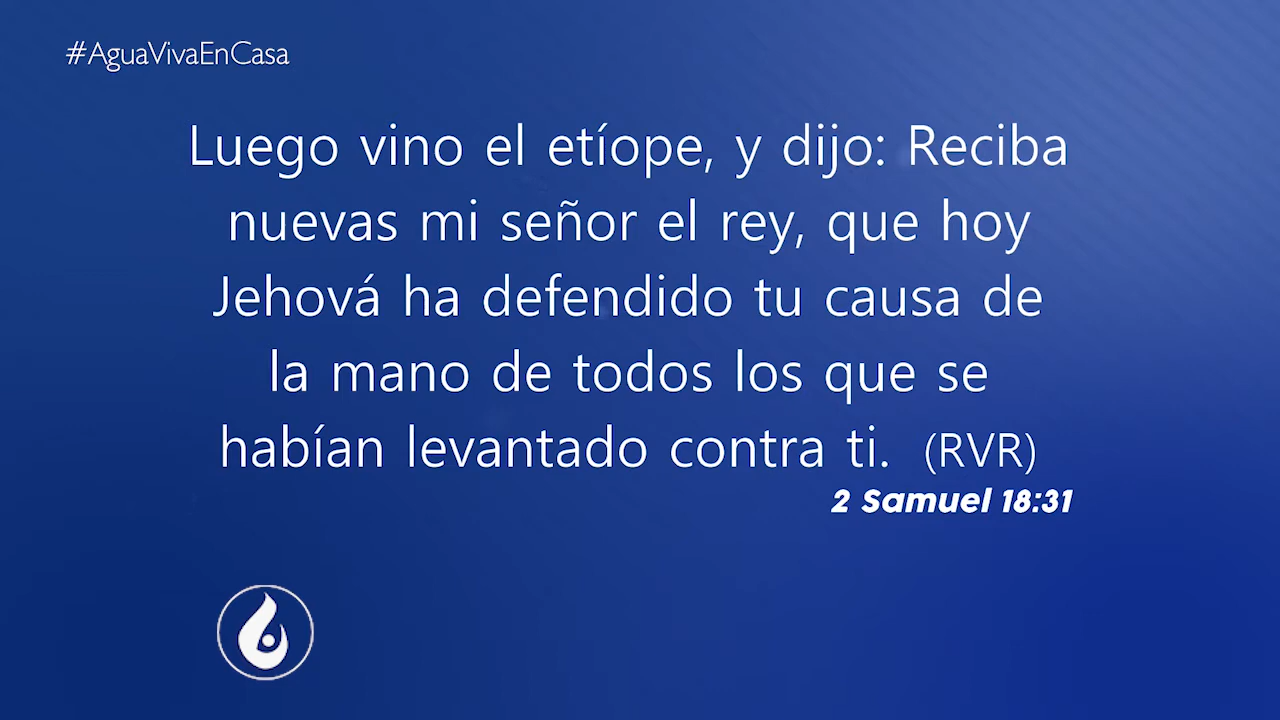 #AguaVivaEnCasa
Luego vino el etíope, y dijo: Reciba
nuevas mi señor el rey, que hoy
Jehová ha defendido tu causa de
la mano de todos los que se
habían levantado contra ti. (RVR)
2 Samuel 18:31